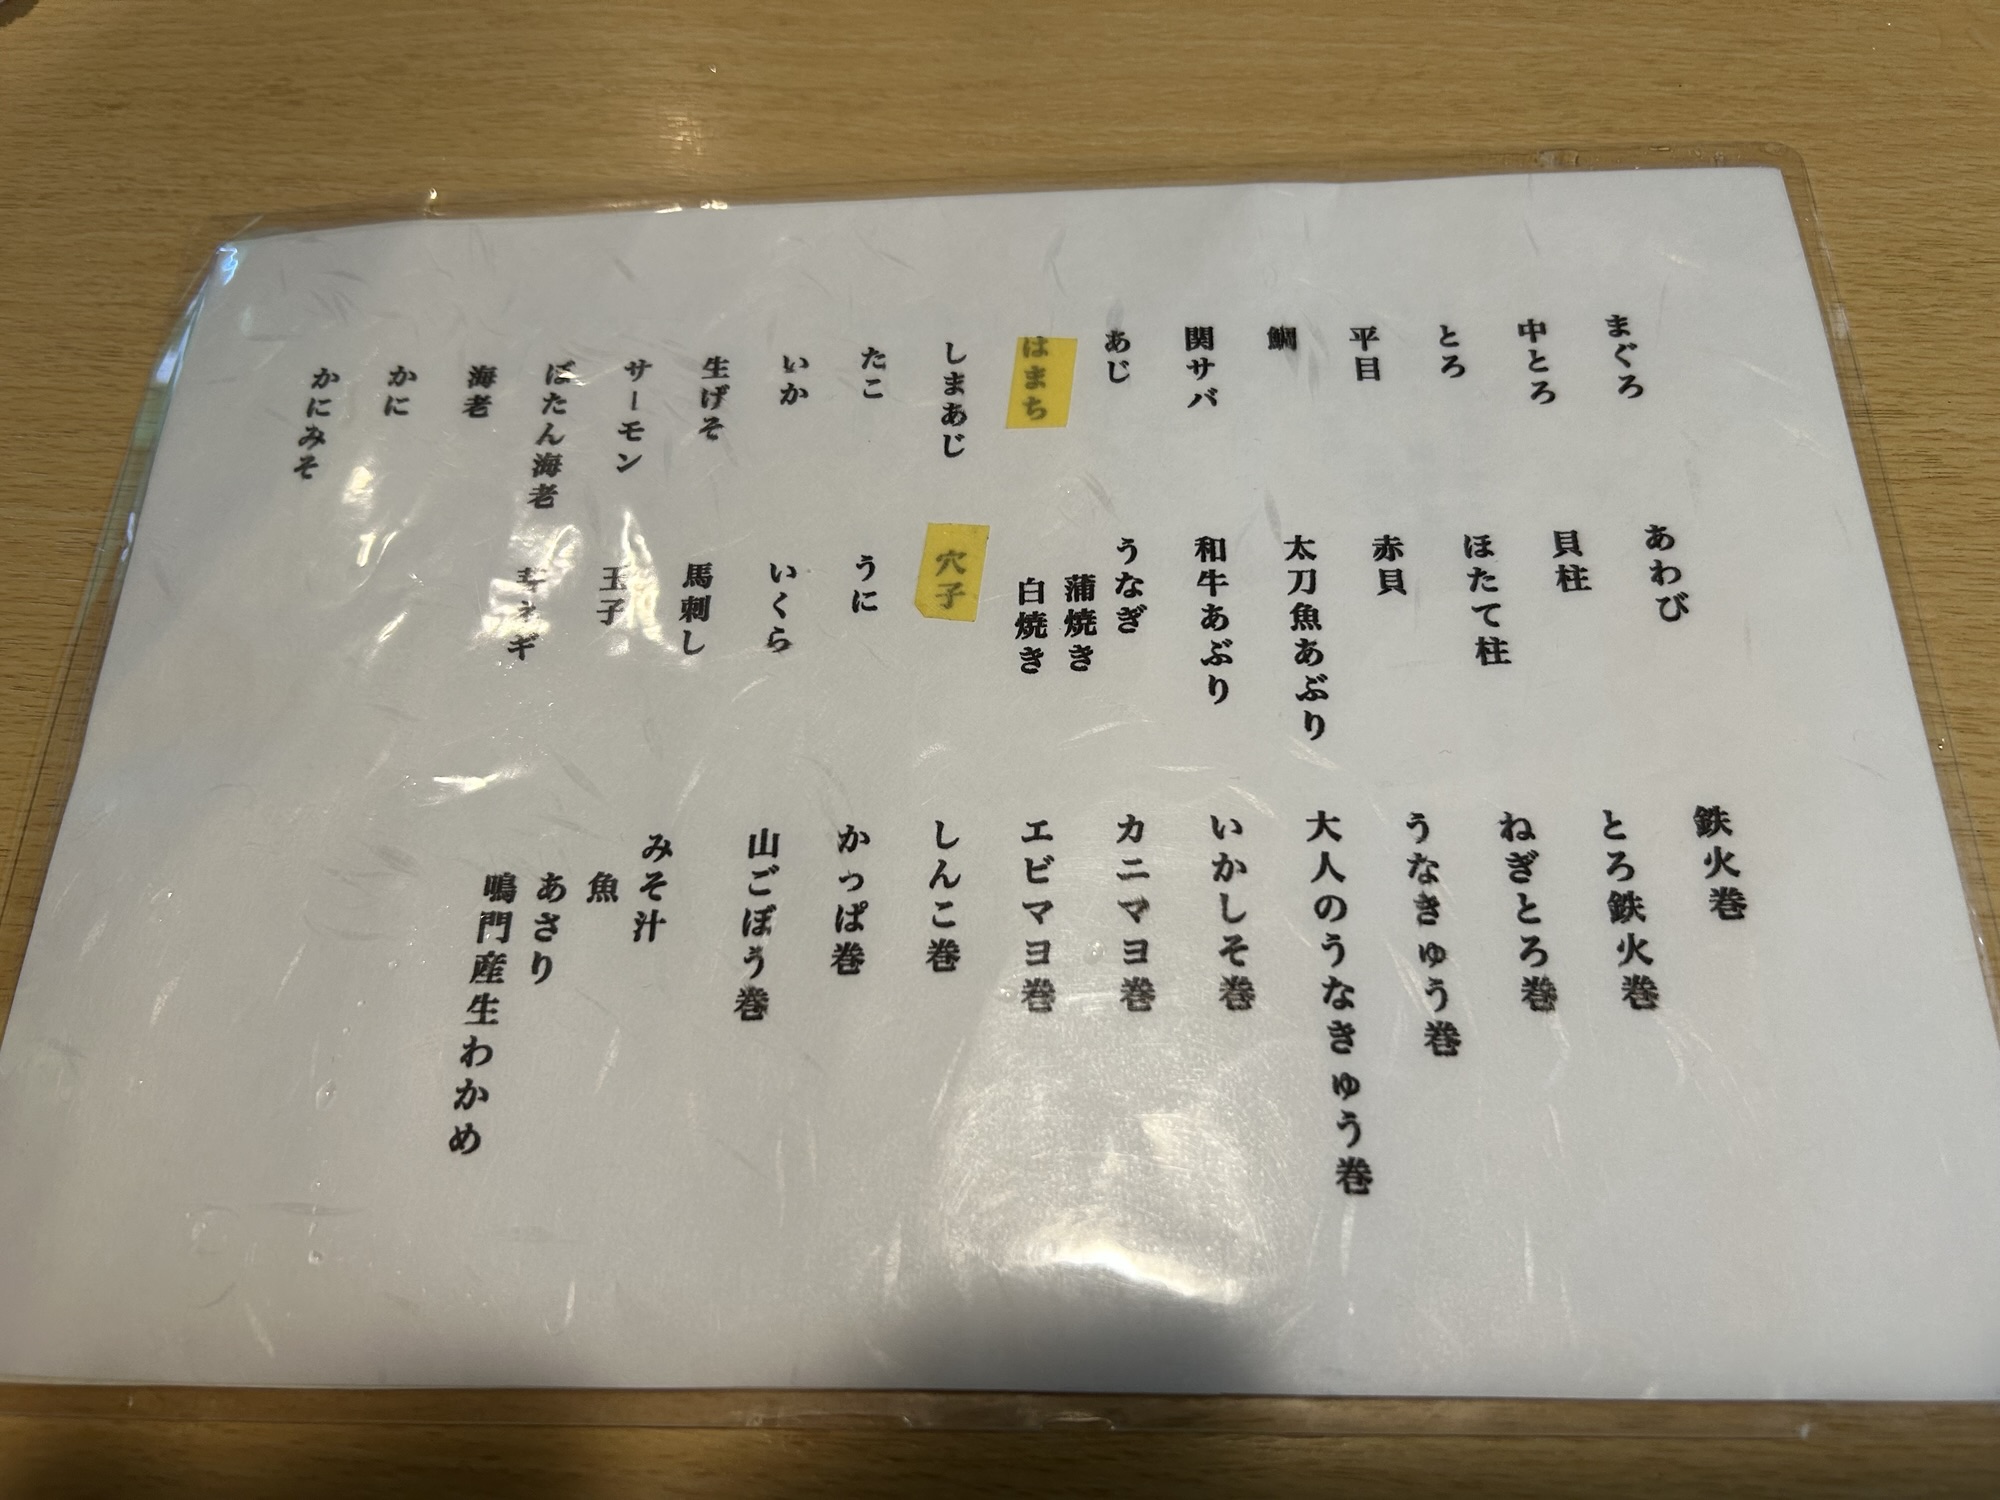 まぐろ
中とろ
とろ
平目
鯛
関サバ
あじ
はまち
しまあじ
たこ
いか
生げそ
サーモン
ぼたん海老
海老
かに
かにみそ
あわび
貝柱
ほたて柱
赤貝
太刀魚あぶり
和牛あぶり
うなぎ
蒲焼き
白焼き
穴子
うに
いくら
馬刺し
玉子
芽ネギ
鉄火巻
とろ鉄火巻
ねぎとろ巻
うなきゅう巻
大人のうなきゅう巻
いかしそ巻
カニマヨ巻
エビマヨ巻
しんこ巻
かっぱ巻
山ごぼう巻
みそ汁
魚
あさり
鳴門産生わかめ